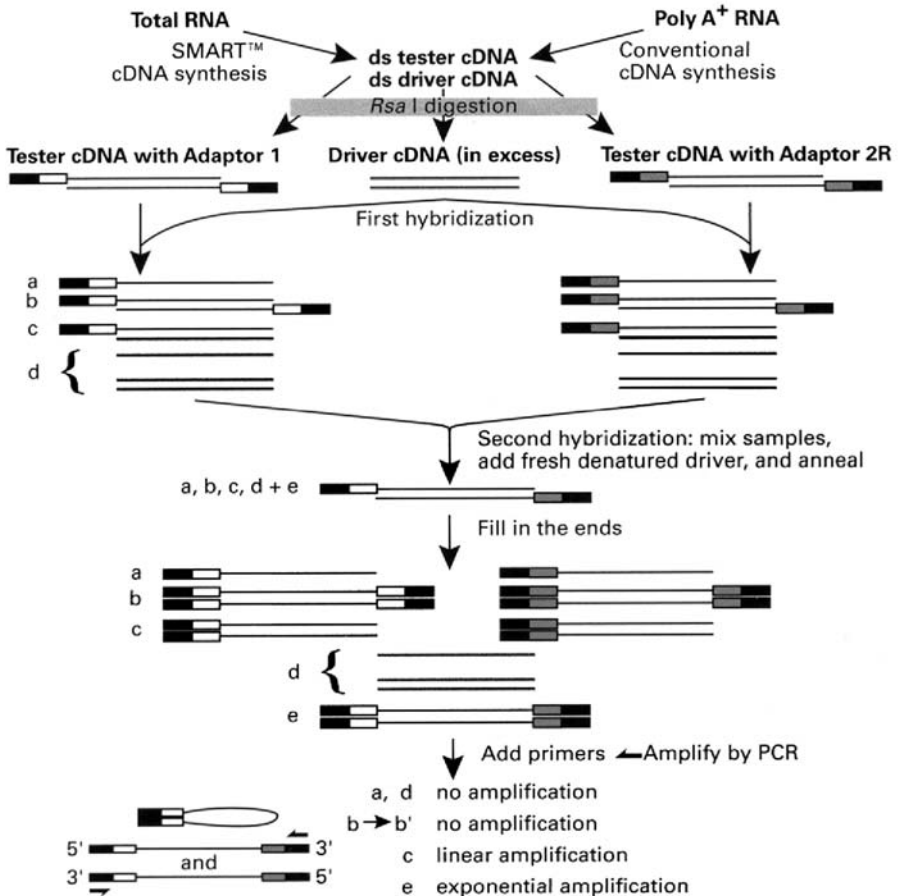 Total RNA
Poly A+ RNA
SMART™
cDNA synthesis
ds tester cDNA
ds driver cDNA
Conventional
cDNA synthesis
Rsa I digestion
Tester cDNA with Adaptor 1
Driver cDNA (in excess)
Tester cDNA with Adaptor 2R
First hybridization
a
b
c
d {
{
Second hybridization: mix samples,
add fresh denatured driver, and anneal
a, b, c, d + e
Fill in the ends
a
b
c
d {
e
Add primers
Amplify by PCR
a, d no amplification
b → b' no amplification
c linear amplification
e exponential amplification
5' 3'
and
3' 5'